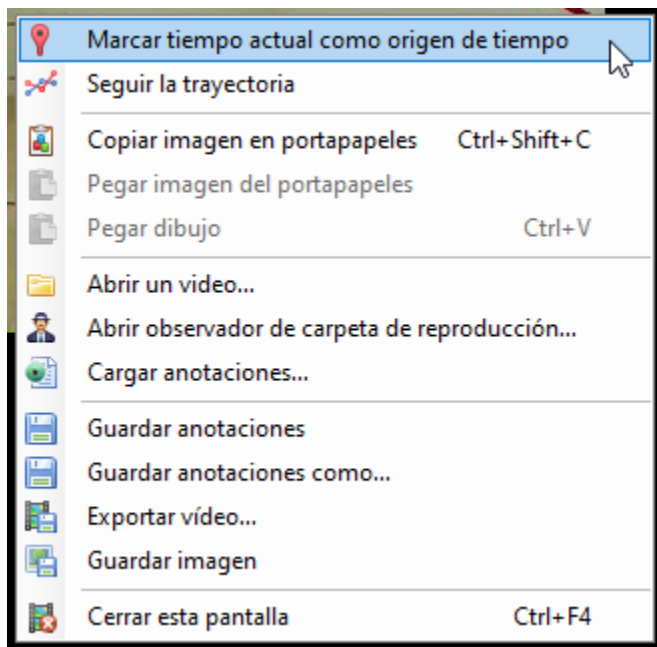 Marcar tiempo actual como origen de tiempo
Seguir la trayectoria
Copiar imagen en portapapeles Ctrl+Shift+C
Pegar imagen del portapapeles
Pegar dibujo Ctrl+V
Abrir un video...
Abrir observador de carpeta de reproducción...
Cargar anotaciones...
Guardar anotaciones
Guardar anotaciones como...
Exportar vídeo...
Guardar imagen
Cerrar esta pantalla Ctrl+F4